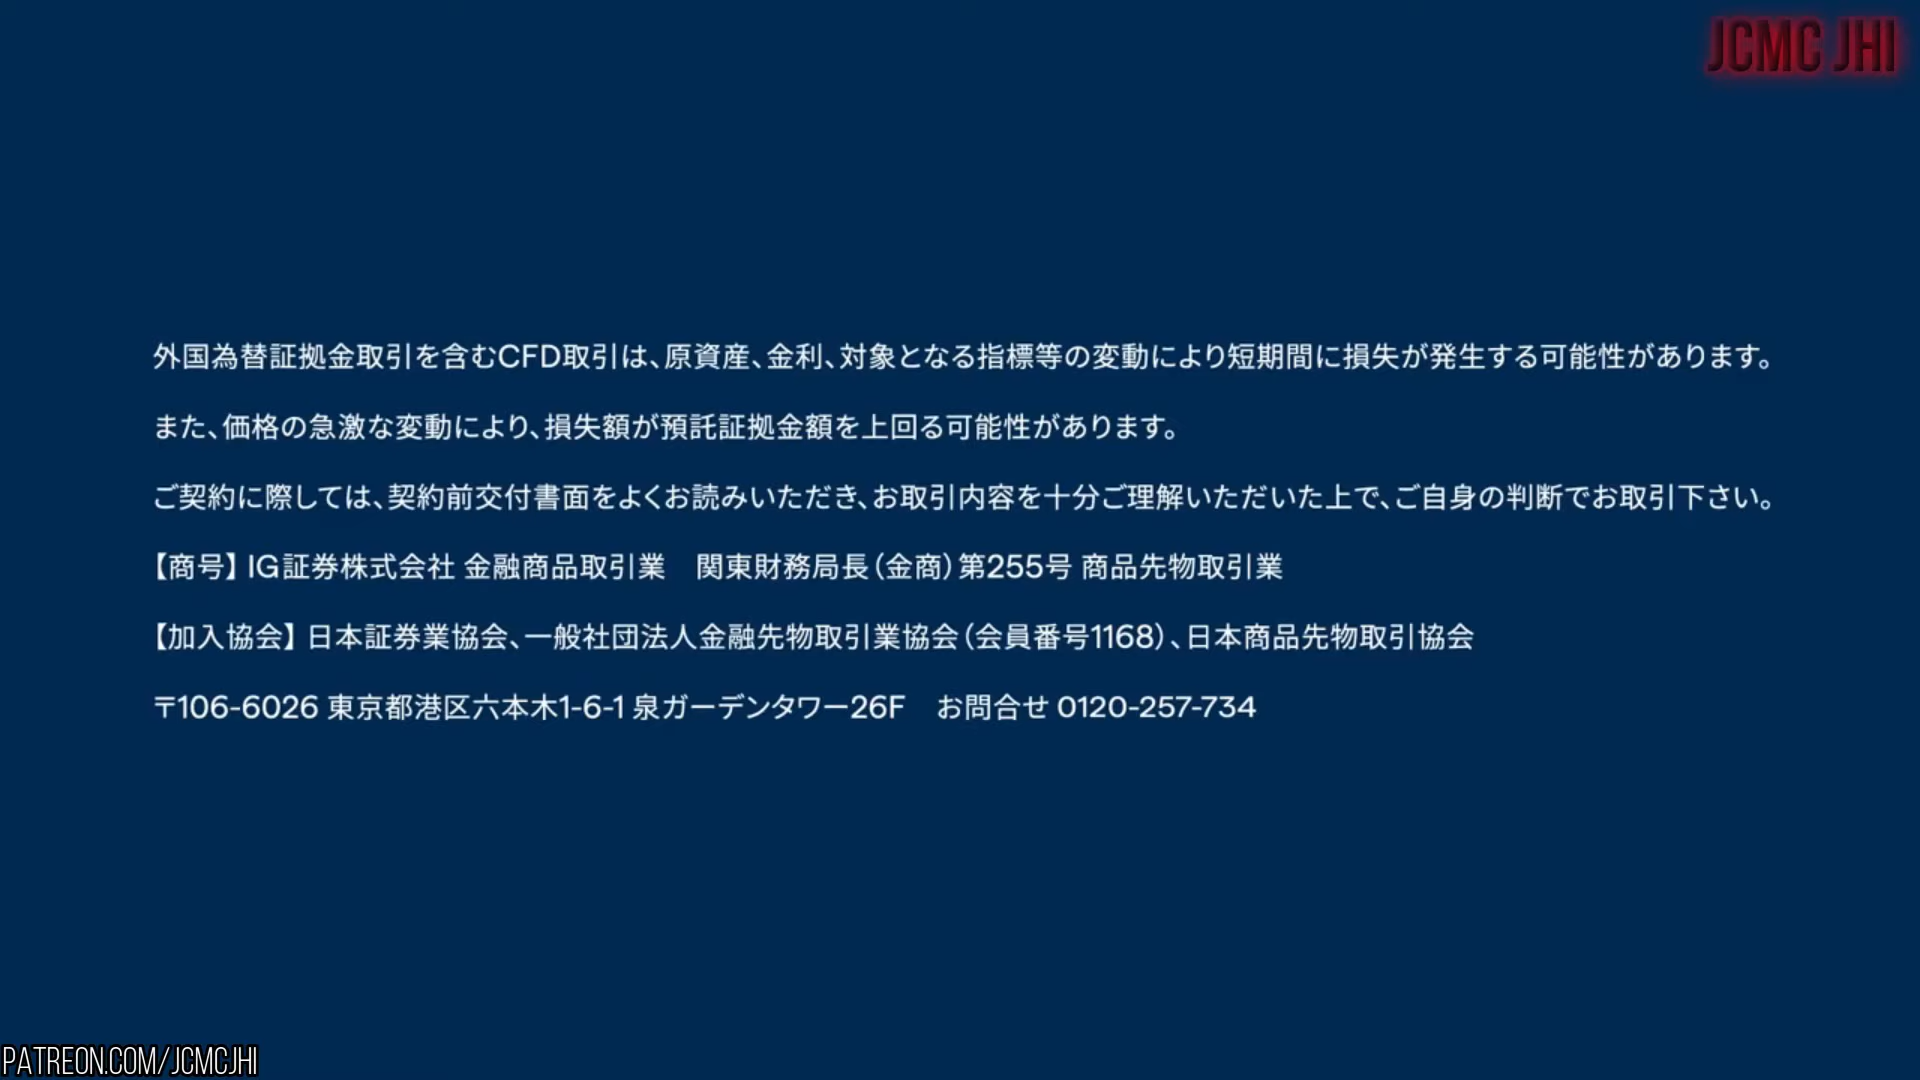 JCMC JHI
外国為替証拠金取引を含むCFD取引は、原資産、金利、対象となる指標等の変動により短期間に損失が発生する可能性があります。
また、価格の急激な変動により、損失額が預託証拠金額を上回る可能性があります。
ご契約に際しては、契約前交付書面をよくお読みいただき、お取引内容を十分ご理解いただいた上で、ご自身の判断でお取引下さい。
【商号】IG証券株式会社 金融商品取引業　関東財務局長（金商）第255号 商品先物取引業
【加入協会】日本証券業協会、一般社団法人金融先物取引業協会（会員番号1168）、日本商品先物取引協会
〒106-6026 東京都港区六本木1-6-1 泉ガーデンタワー26F　お問合せ 0120-257-734
PATREON.COM/JCMCJHI